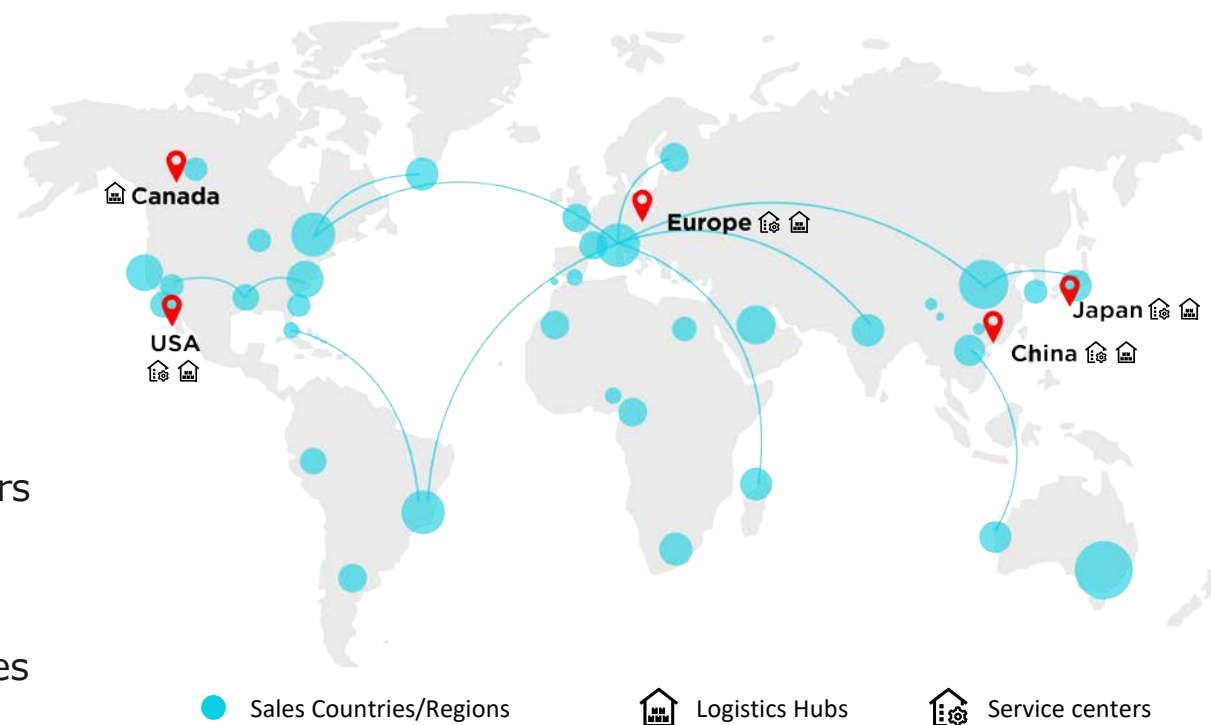 Canada
Europe
Japan
USA
China
rs
es
Sales Countries/Regions
Logistics Hubs
Service centers